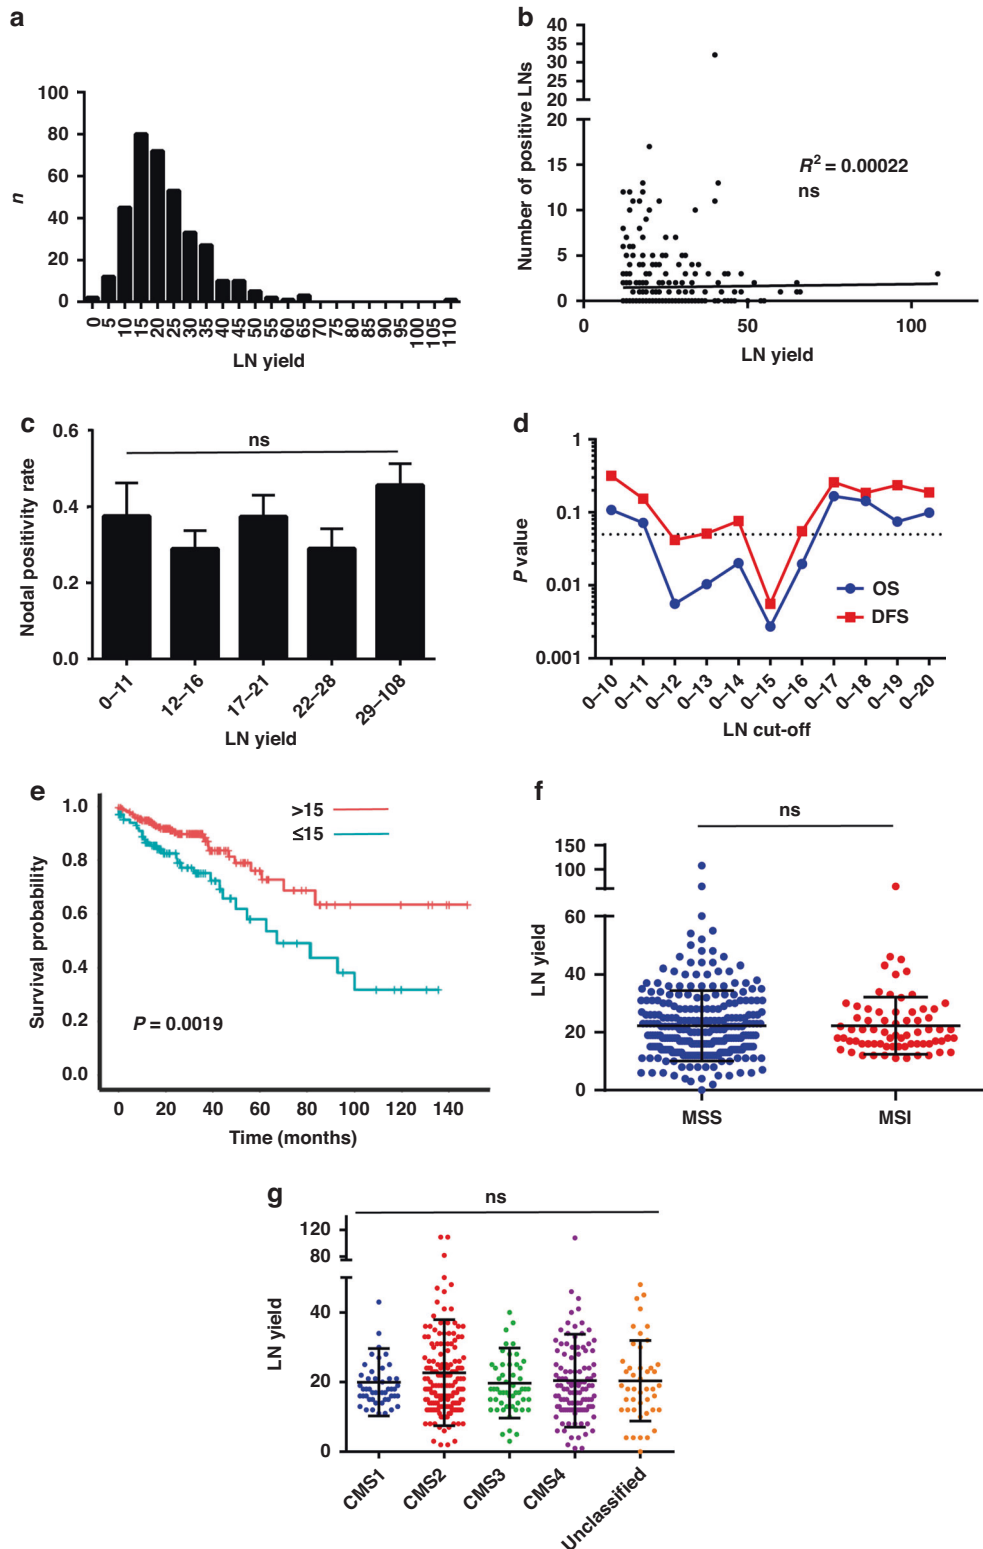 a
100
80
60
40
20
0
n
0 5 10 15 20 25 30 35 40 45 50 55 60 65 70 75 80 85 90 95 100 105 110
LN yield
b
40
35
30
25
20
20
15
10
5
0
Number of positive LNs
R² = 0.00022
ns
0 50 100
LN yield
c
0.6
0.4
0.2
0.0
Nodal positivity rate
ns
0–11 12–16 17–21 22–28 29–108
LN yield
d
1
0.1
0.01
0.001
P value
OS
DFS
0–10 0–11 0–12 0–13 0–14 0–15 0–16 0–17 0–18 0–19 0–20
LN cut-off
e
1.0
0.8
0.6
0.4
0.2
0.0
Survival probability
>15
≤15
P = 0.0019
0 20 40 60 80 100 120 140
Time (months)
f
ns
150
100
60
40
20
0
LN yield
MSS MSI
g
ns
120
80
40
20
0
LN yield
CMS1 CMS2 CMS3 CMS4 Unclassified